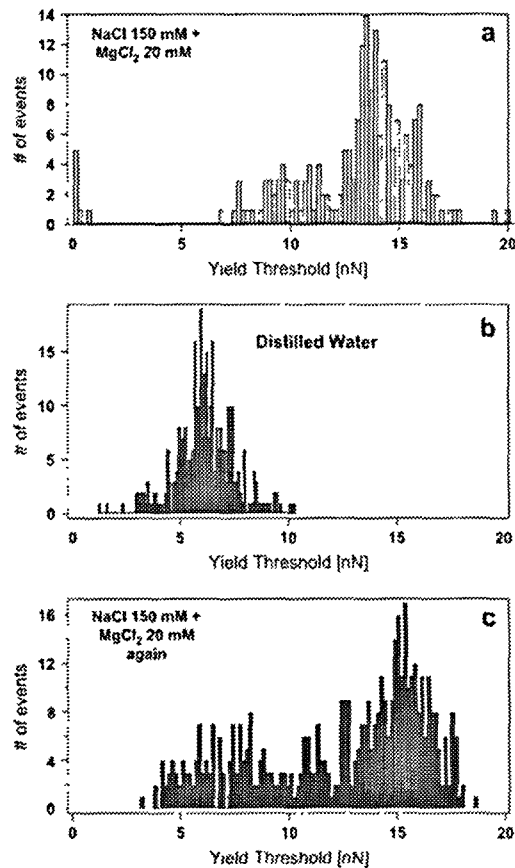 NaCl 150 mM +
MgCl₂ 20 mM
a
14
12
10
8
6
4
2
0
# of events
0 5 10 15 20
Yield Threshold [nN]
b
Distilled Water
15
10
5
0
# of events
0 5 10 15 20
Yield Threshold [nN]
NaCl 150 mM +
MgCl₂ 20 mM
again
c
16
12
8
4
0
# of events
0 5 10 15 20
Yield Threshold [nN]